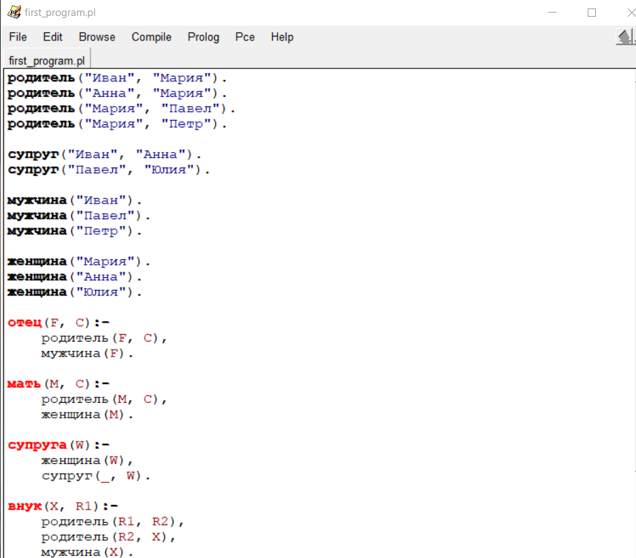 first_program.pl
File Edit Browse Compile Prolog Pce Help
first_program.pl
родитель("Иван", "Мария").
родитель("Анна", "Мария").
родитель("Мария", "Павел").
родитель("Мария", "Петр").
супруг("Иван", "Анна").
супруг("Павел", "Юлия").
мужчина("Иван").
мужчина("Павел").
мужчина("Петр").
женщина("Мария").
женщина("Анна").
женщина("Юлия").
отец(F, C):-
    родитель(F, C),
    мужчина(F).
мать(M, C):-
    родитель(M, C),
    женщина(M).
супруга(W):-
    женщина(W),
    супруг(_, W).
внук(X, R1):-
    родитель(R1, R2),
    родитель(R2, X),
    мужчина(X).